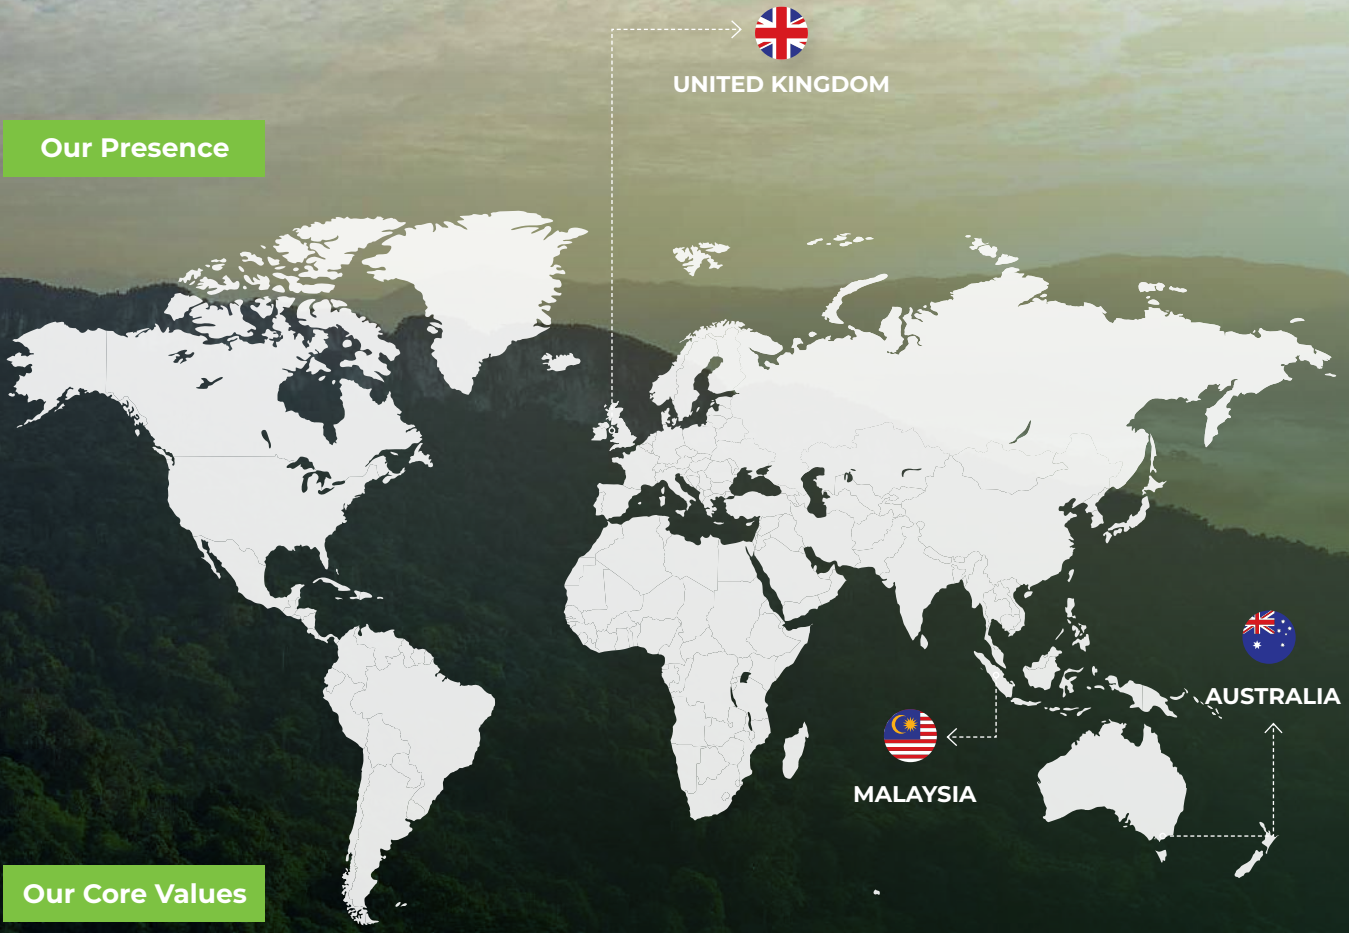 UNITED KINGDOM
Our Presence
AUSTRALIA
MALAYSIA
Our Core Values